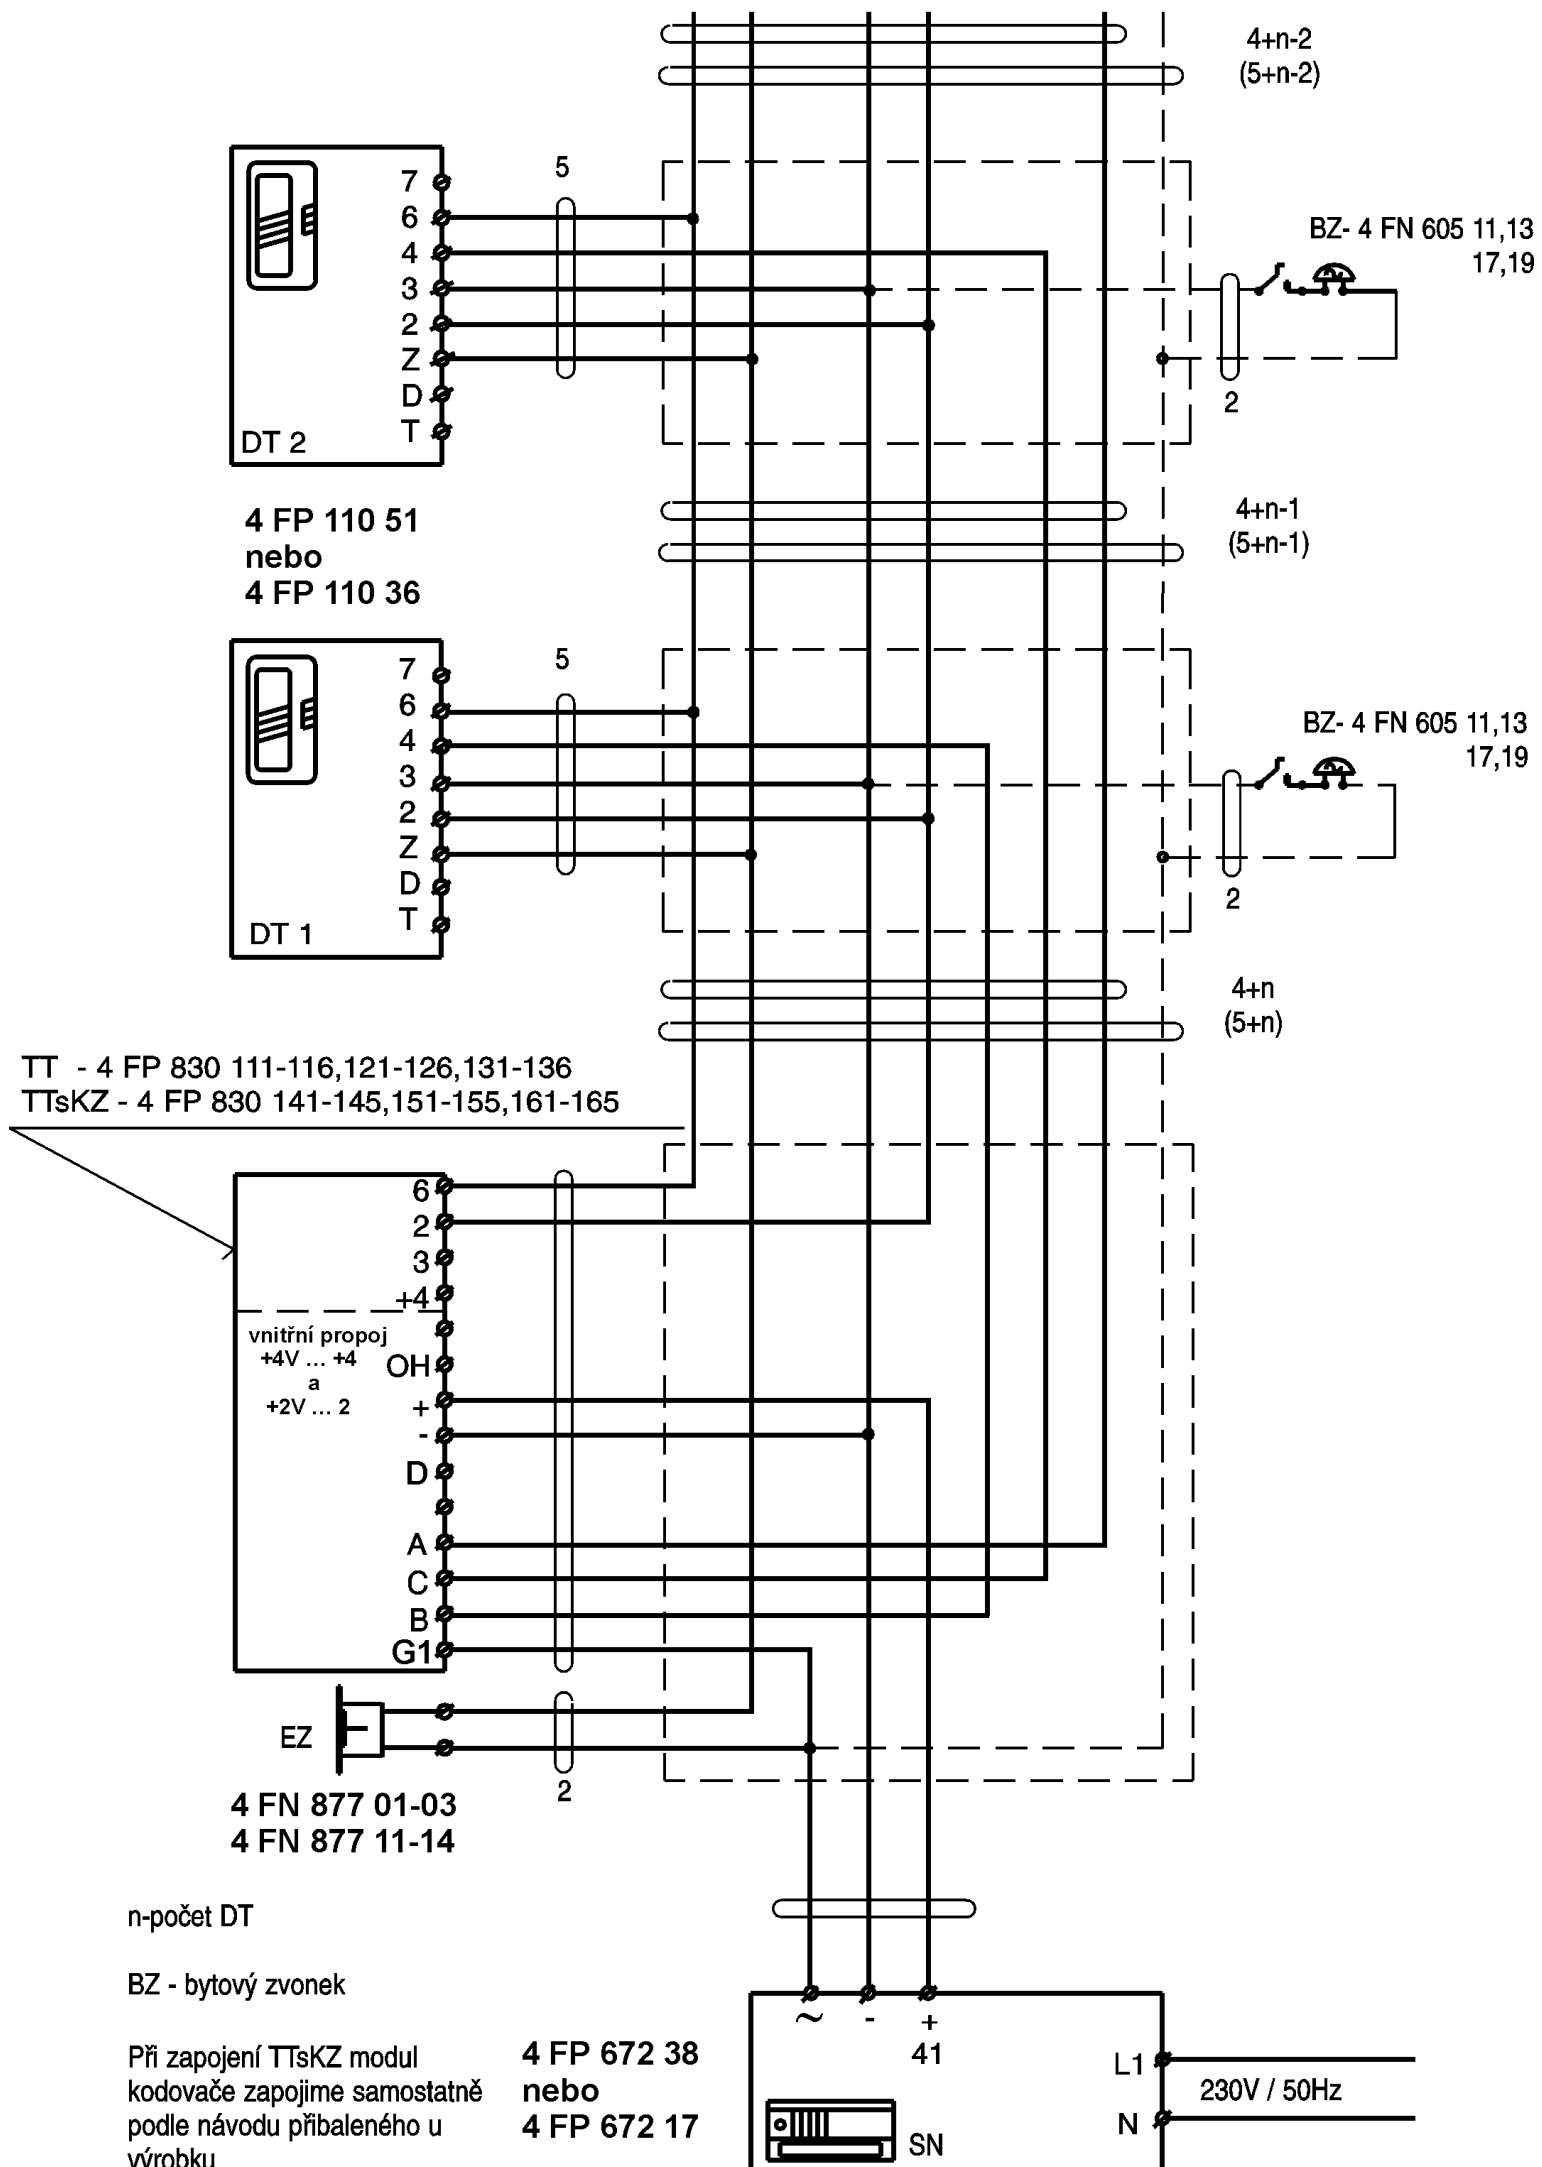 4+n-2
(5+n-2)
7
6
4
3
2
Z
D
T
DT 2
5
BZ- 4 FN 605 11,13
17,19
2
4 FP 110 51
nebo
4 FP 110 36
4+n-1
(5+n-1)
7
6
4
3
2
Z
D
T
DT 1
5
BZ- 4 FN 605 11,13
17,19
2
4+n
(5+n)
TT - 4 FP 830 111-116,121-126,131-136
TTsKZ - 4 FP 830 141-145,151-155,161-165
6
2
3
+4
vnitřní propoj
+4V ... +4
a
+2V ... 2
OH
+
-
D
A
C
B
G1
EZ
2
4 FN 877 01-03
4 FN 877 11-14
n-počet DT
BZ - bytový zvonek
Při zapojení TTsKZ modul
kodovače zapojime samostatně
podle návodu přibaleného u
výrobku
4 FP 672 38
nebo
4 FP 672 17
~ - +
41
L1
230V / 50Hz
N
SN